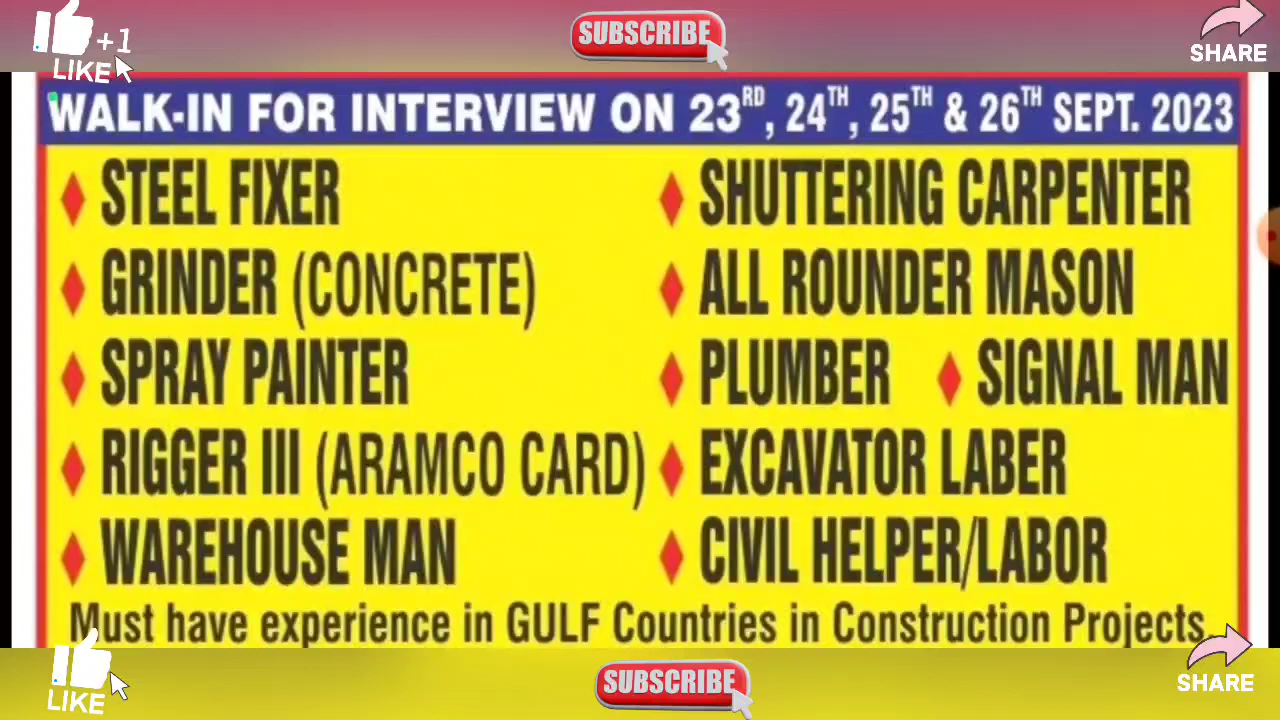 +1
LIKE
SUBSCRIBE
SHARE
WALK-IN FOR INTERVIEW ON 23RD, 24TH, 25TH & 26TH SEPT. 2023
STEEL FIXER
SHUTTERING CARPENTER
GRINDER (CONCRETE)
ALL ROUNDER MASON
SPRAY PAINTER
PLUMBER SIGNAL MAN
RIGGER III (ARAMCO CARD)
EXCAVATOR LABER
WAREHOUSE MAN
CIVIL HELPER/LABOR
Must have experience in GULF Countries in Construction Projects.
LIKE
SUBSCRIBE
SHARE